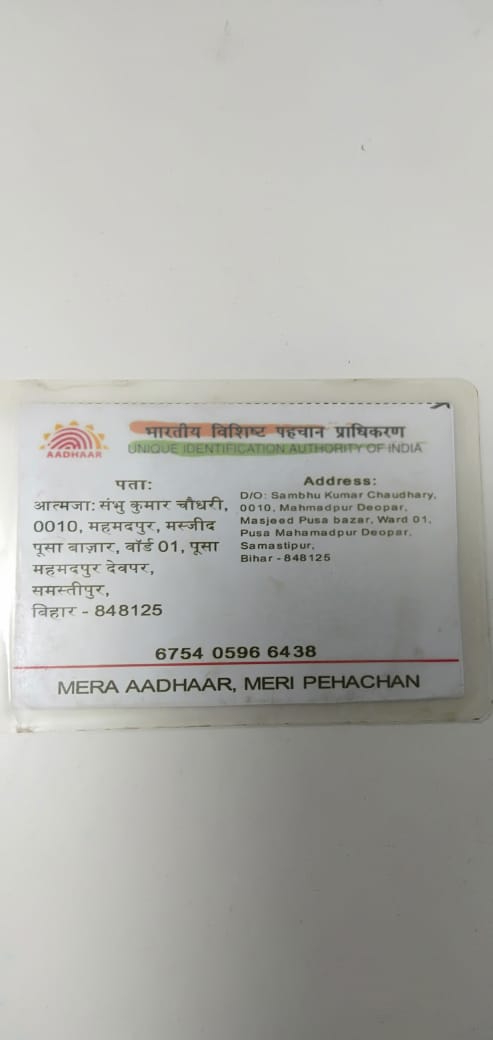 AADHAAR
भारतीय विशिष्ट पहचान प्राधिकरण
UNIQUE IDENTIFICATION AUTHORITY OF INDIA
पता:
आत्मजा: संभु कुमार चौधरी,
0010, महमदपुर, मस्जीद
पूसा बाज़ार, वॉर्ड 01, पूसा
महमदपुर देवपर,
समस्तीपुर,
बिहार - 848125
Address:
D/O: Sambhu Kumar Chaudhary,
0010, Mahmadpur Deopar,
Masjeed Pusa bazar, Ward 01,
Pusa Mahamadpur Deopar,
Samastipur,
Bihar - 848125
6754 0596 6438
MERA AADHAAR, MERI PEHACHAN